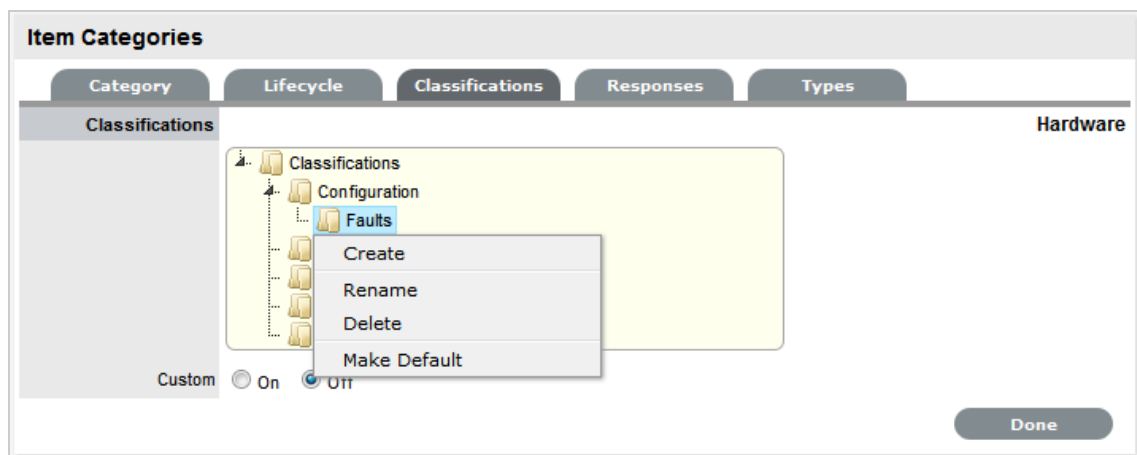 Item Categories
Category Lifecycle Classifications Responses Types
Classifications Hardware
Classifications
Configuration
Faults
Create
Rename
Delete
Make Default
Custom On Off
Done